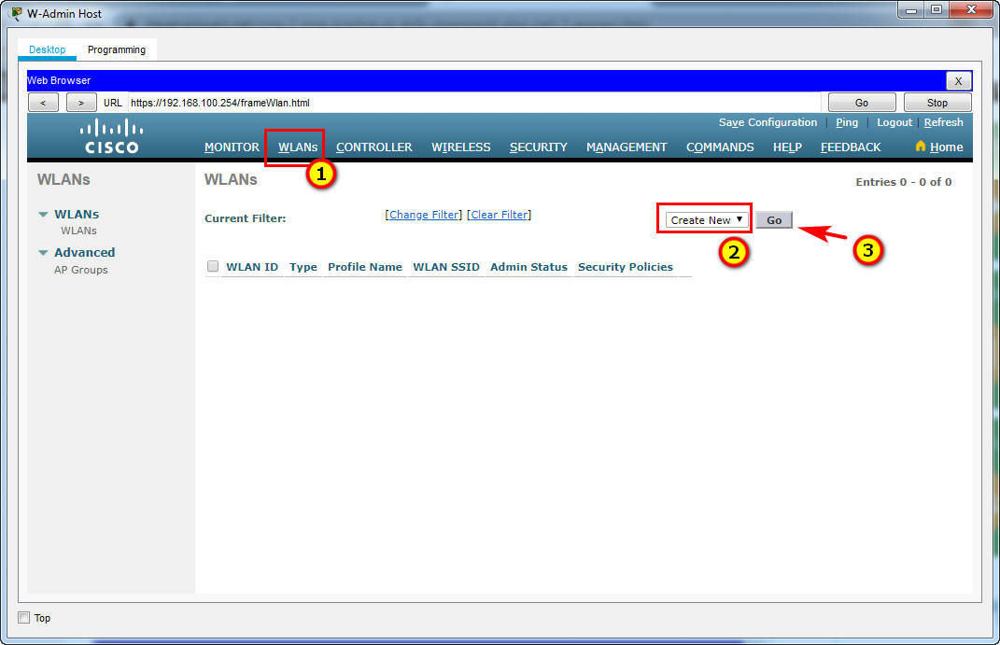 W-Admin Host
Desktop Programming
Web Browser X
< > URL https://192.168.100.254/frameWlan.html Go Stop
Save Configuration | Ping | Logout | Refresh
CISCO MONITOR WLANs CONTROLLER WIRELESS SECURITY MANAGEMENT COMMANDS HELP FEEDBACK Home
1
WLANs
WLANs
WLANs
Advanced
AP Groups
WLANs Entries 0 - 0 of 0
Current Filter: [Change Filter] [Clear Filter] Create New Go
2 3
WLAN ID Type Profile Name WLAN SSID Admin Status Security Policies
Top